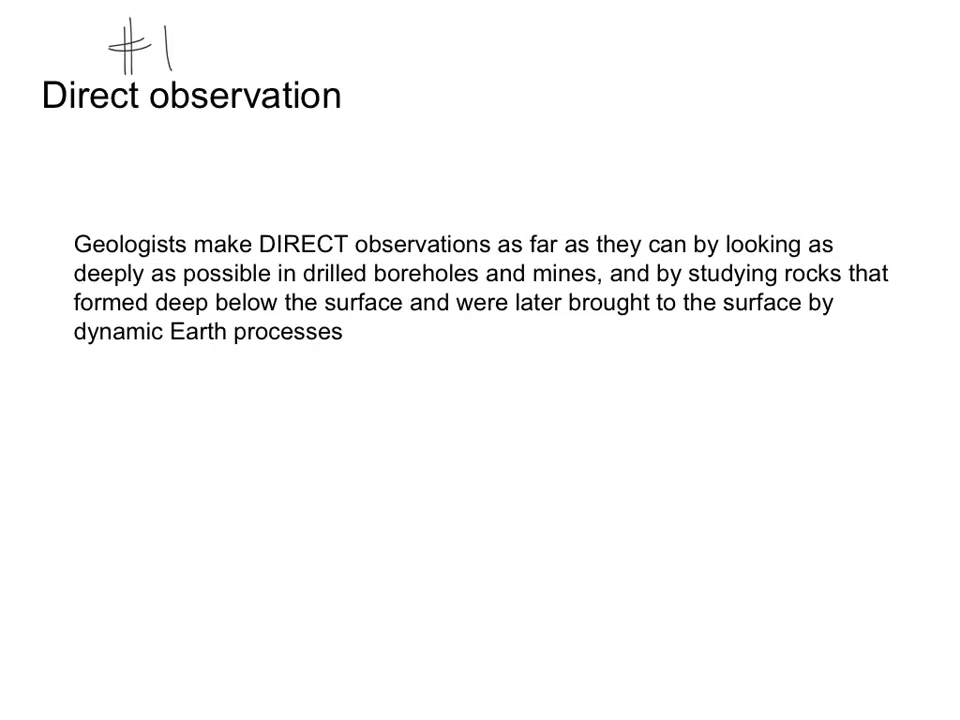 #1
Direct observation
Geologists make DIRECT observations as far as they can by looking as
deeply as possible in drilled boreholes and mines, and by studying rocks that
formed deep below the surface and were later brought to the surface by
dynamic Earth processes